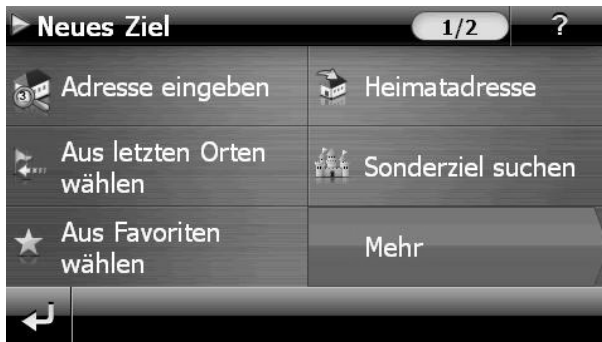 Neues Ziel
1/2
?
Adresse eingeben
Heimatadresse
Aus letzten Orten
wählen
Sonderziel suchen
Aus Favoriten
wählen
Mehr